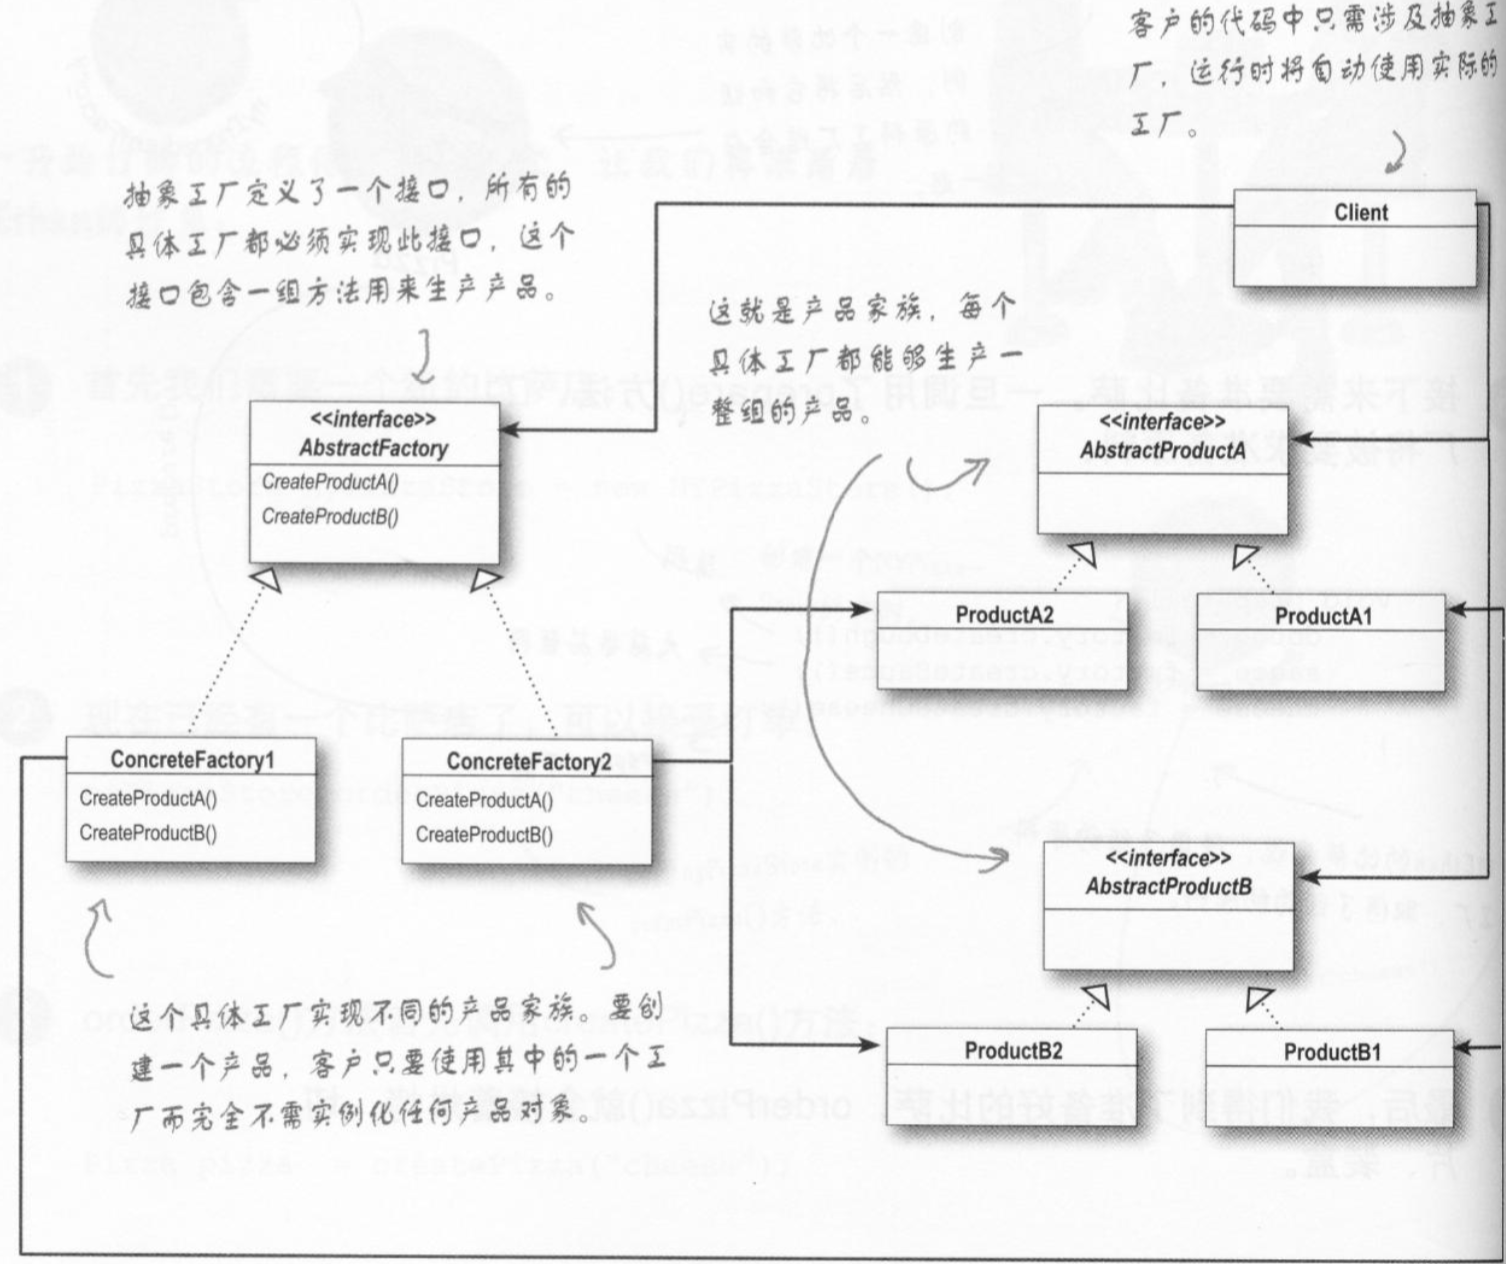 客户的代码中只需涉及抽象工
厂，运行时将自动使用实际的
工厂。
Client
抽象工厂定义了一个接口，所有的
具体工厂都必须实现此接口，这个
接口包含一组方法用来生产产品。
这就是产品家族，每个
具体工厂都能够生产一
整组的产品。
<<interface>>
AbstractFactory
CreateProductA()
CreateProductB()
<<interface>>
AbstractProductA
ProductA2
ProductA1
ConcreteFactory1
CreateProductA()
CreateProductB()
ConcreteFactory2
CreateProductA()
CreateProductB()
<<interface>>
AbstractProductB
ProductB2
ProductB1
这个具体工厂实现不同的产品家族。要创
建一个产品，客户只要使用其中的一个工
厂而完全不需实例化任何产品对象。